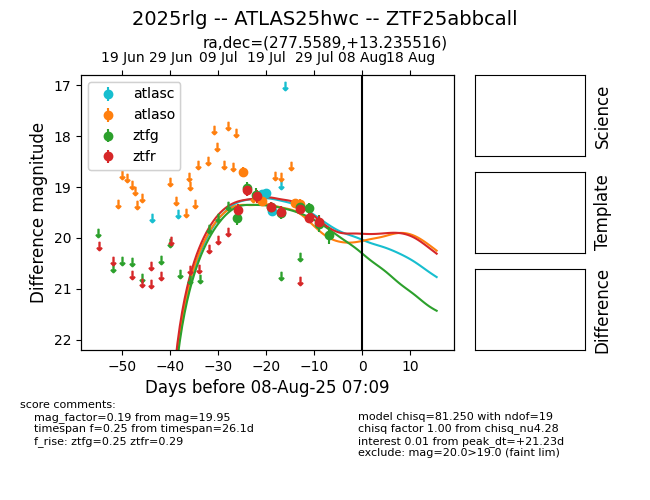 2025rlg -- ATLAS25hwc -- ZTF25abbcall
ra,dec=(277.5589,+13.235516)
19 Jun 29 Jun 09 Jul 19 Jul 29 Jul 08 Aug 18 Aug
17
18
19
20
21
22
Difference magnitude
atlasc
atlaso
ztfg
ztfr
−50 −40 −30 −20 −10 0 10
Days before 08-Aug-25 07:09
Science
Template
Difference
score comments:
mag_factor=0.19 from mag=19.95
timespan f=0.25 from timespan=26.1d
f_rise: ztfg=0.25 ztfr=0.29
model chisq=81.250 with ndof=19
chisq factor 1.00 from chisq_nu4.28
interest 0.01 from peak_dt=+21.23d
exclude: mag=20.0>19.0 (faint lim)